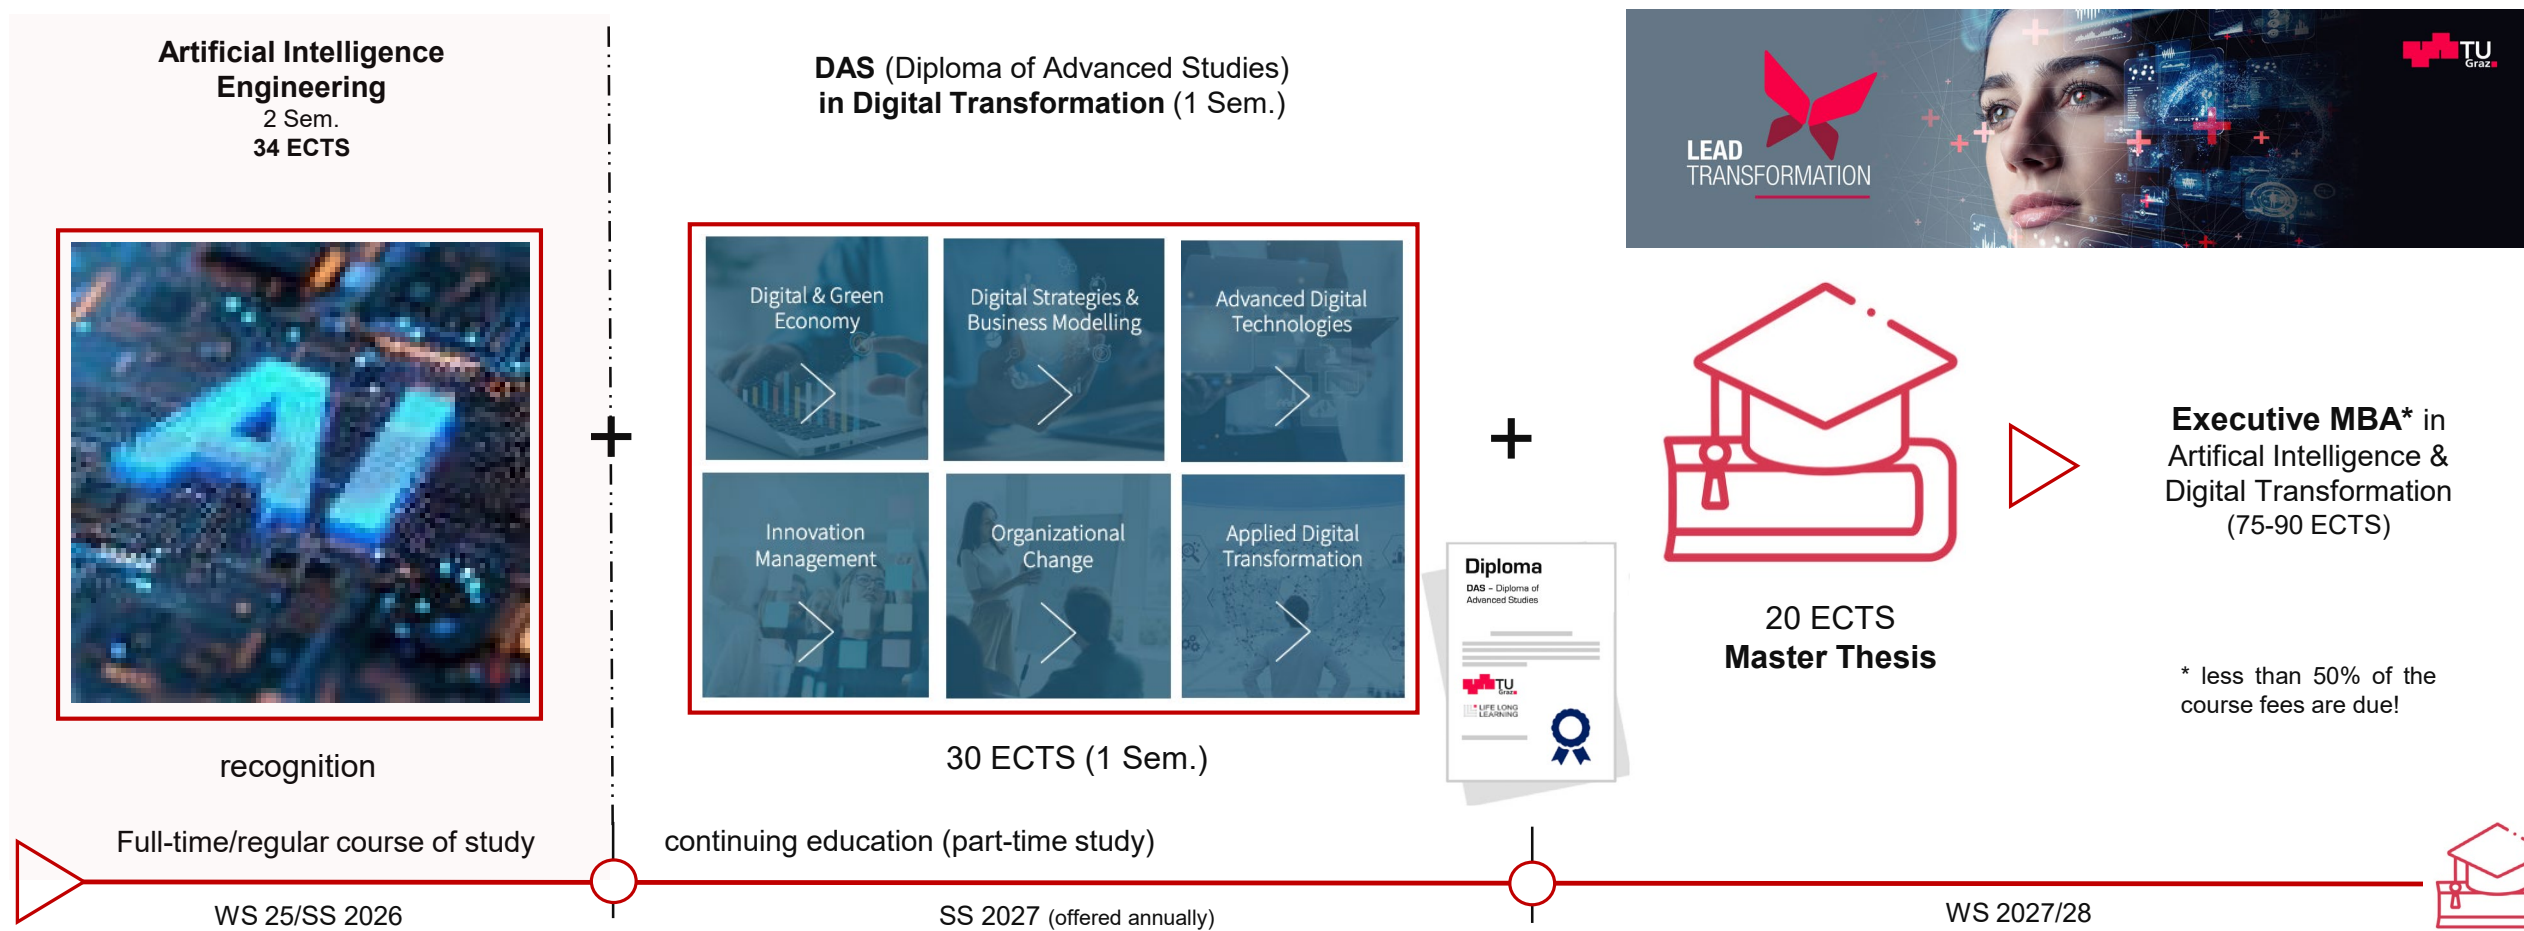 Artificial Intelligence
Engineering
2 Sem.
34 ECTS
recognition
Full-time/regular course of study
WS 25/SS 2026
+
DAS (Diploma of Advanced Studies)
in Digital Transformation (1 Sem.)
Digital & Green
Economy
Digital Strategies &
Business Modelling
Advanced Digital
Technologies
Innovation
Management
Organizational
Change
Applied Digital
Transformation
30 ECTS (1 Sem.)
continuing education (part-time study)
SS 2027 (offered annually)
+
Diploma
DAS – Diploma of
Advanced Studies
TU
Graz
LIFE LONG
LEARNING
LEAD
TRANSFORMATION
TU
Graz
20 ECTS
Master Thesis
Executive MBA* in
Artifical Intelligence &
Digital Transformation
(75-90 ECTS)
* less than 50% of the
course fees are due!
WS 2027/28
AI